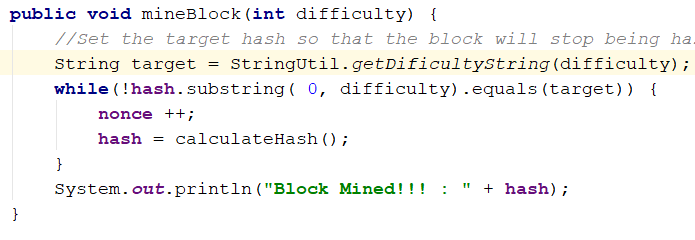 public void mineBlock(int difficulty) {
//Set the target hash so that the block will stop being ha
String target = StringUtil.getDificultyString(difficulty);
while(!hash.substring( 0, difficulty).equals(target)) {
nonce ++;
hash = calculateHash();
}
System.out.println("Block Mined!!! : " + hash);
}